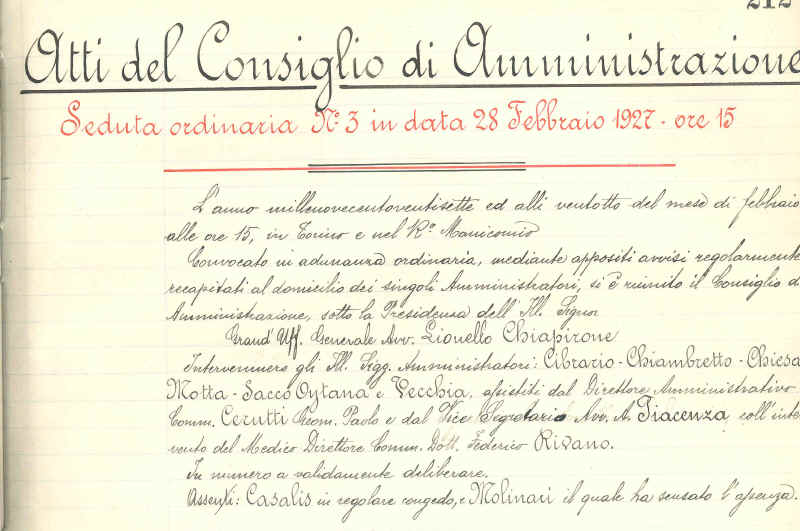 212
Atti del Consiglio di Amministrazione
Seduta ordinaria N.° 3 in data 28 Febbraio 1927 - ore 15
L'anno millenovecentoventisette ed alli ventotto del mese di febbraio
alle ore 15, in Torino e nel R.° Manicomio
Convocato in adunanza ordinaria, mediante appositi avvisi regolarmente
recapitati al domicilio dei singoli Amministratori, si è riunito il Consiglio d
Amministrazione, sotto la Presidenza dell'Ill. Signor
Grand'Uff. Generale Avv. Lionello Chiapirone
Intervennero gli Ill. Sigg. Amministratori: Cibrario - Chiambretto - Chiesa
Motta - Sacco Oytana e Vecchia, assistiti dal Direttore Amministrativo
Comm. Cerutti Geom. Paolo e dal Vice Segretario Avv. A. Piacenza, coll'inte
vento del Medico Direttore Comm. Dott. Federico Rivano.
In numero a validamente deliberare.
Assenti: Casalis in regolare congedo, e Molinari il quale ha scusato l'assenza.